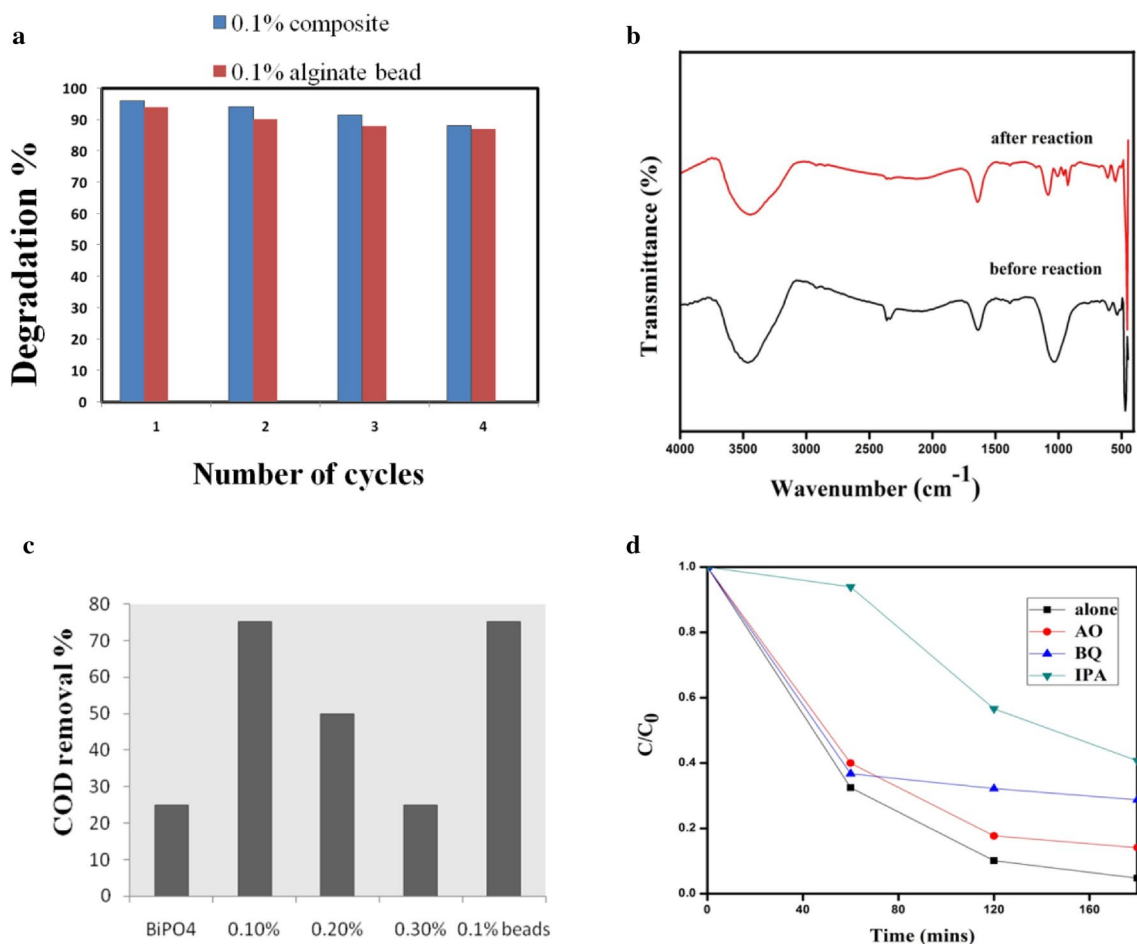 a
0.1% composite
0.1% alginate bead
100
90
80
70
60
50
40
30
20
10
0
Degradation %
1 2 3 4
Number of cycles
b
after reaction
before reaction
Transmittance (%)
4000 3500 3000 2500 2000 1500 1000 500
Wavenumber (cm-1)
c
80
70
60
50
40
30
20
10
0
COD removal %
BiPO4 0.10% 0.20% 0.30% 0.1% beads
d
1.0
0.8
0.6
0.4
0.2
0.0
C/C0
alone
AO
BQ
IPA
0 40 80 120 160
Time (mins)